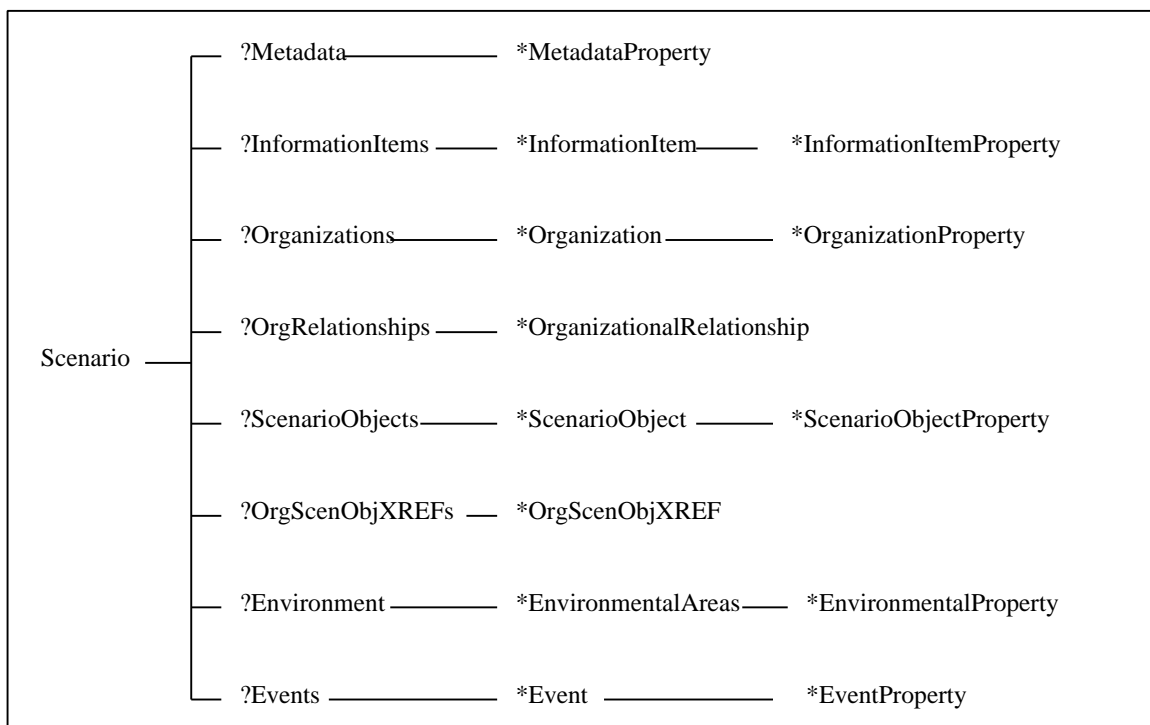 ?Metadata *MetadataProperty
?InformationItems *InformationItem *InformationItemProperty
?Organizations *Organization *OrganizationProperty
?OrgRelationships *OrganizationalRelationship
Scenario
?ScenarioObjects *ScenarioObject *ScenarioObjectProperty
?OrgScenObjXREFs *OrgScenObjXREF
?Environment *EnvironmentalAreas *EnvironmentalProperty
?Events *Event *EventProperty